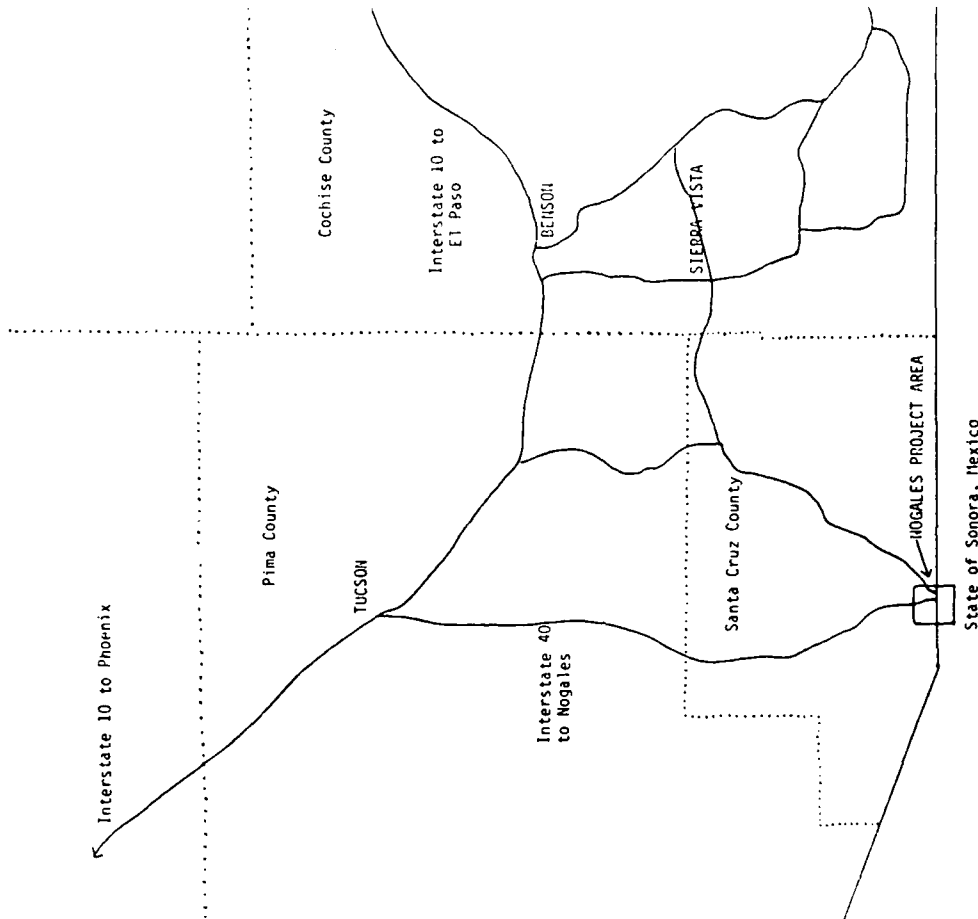 Interstate 10 to Phoenix
Pima County
Cochise County
TUCSON
Interstate 10 to
El Paso
BENSON
Interstate 40
to Nogales
SIERRA VISTA
Santa Cruz County
NOGALES PROJECT AREA
State of Sonora, Mexico